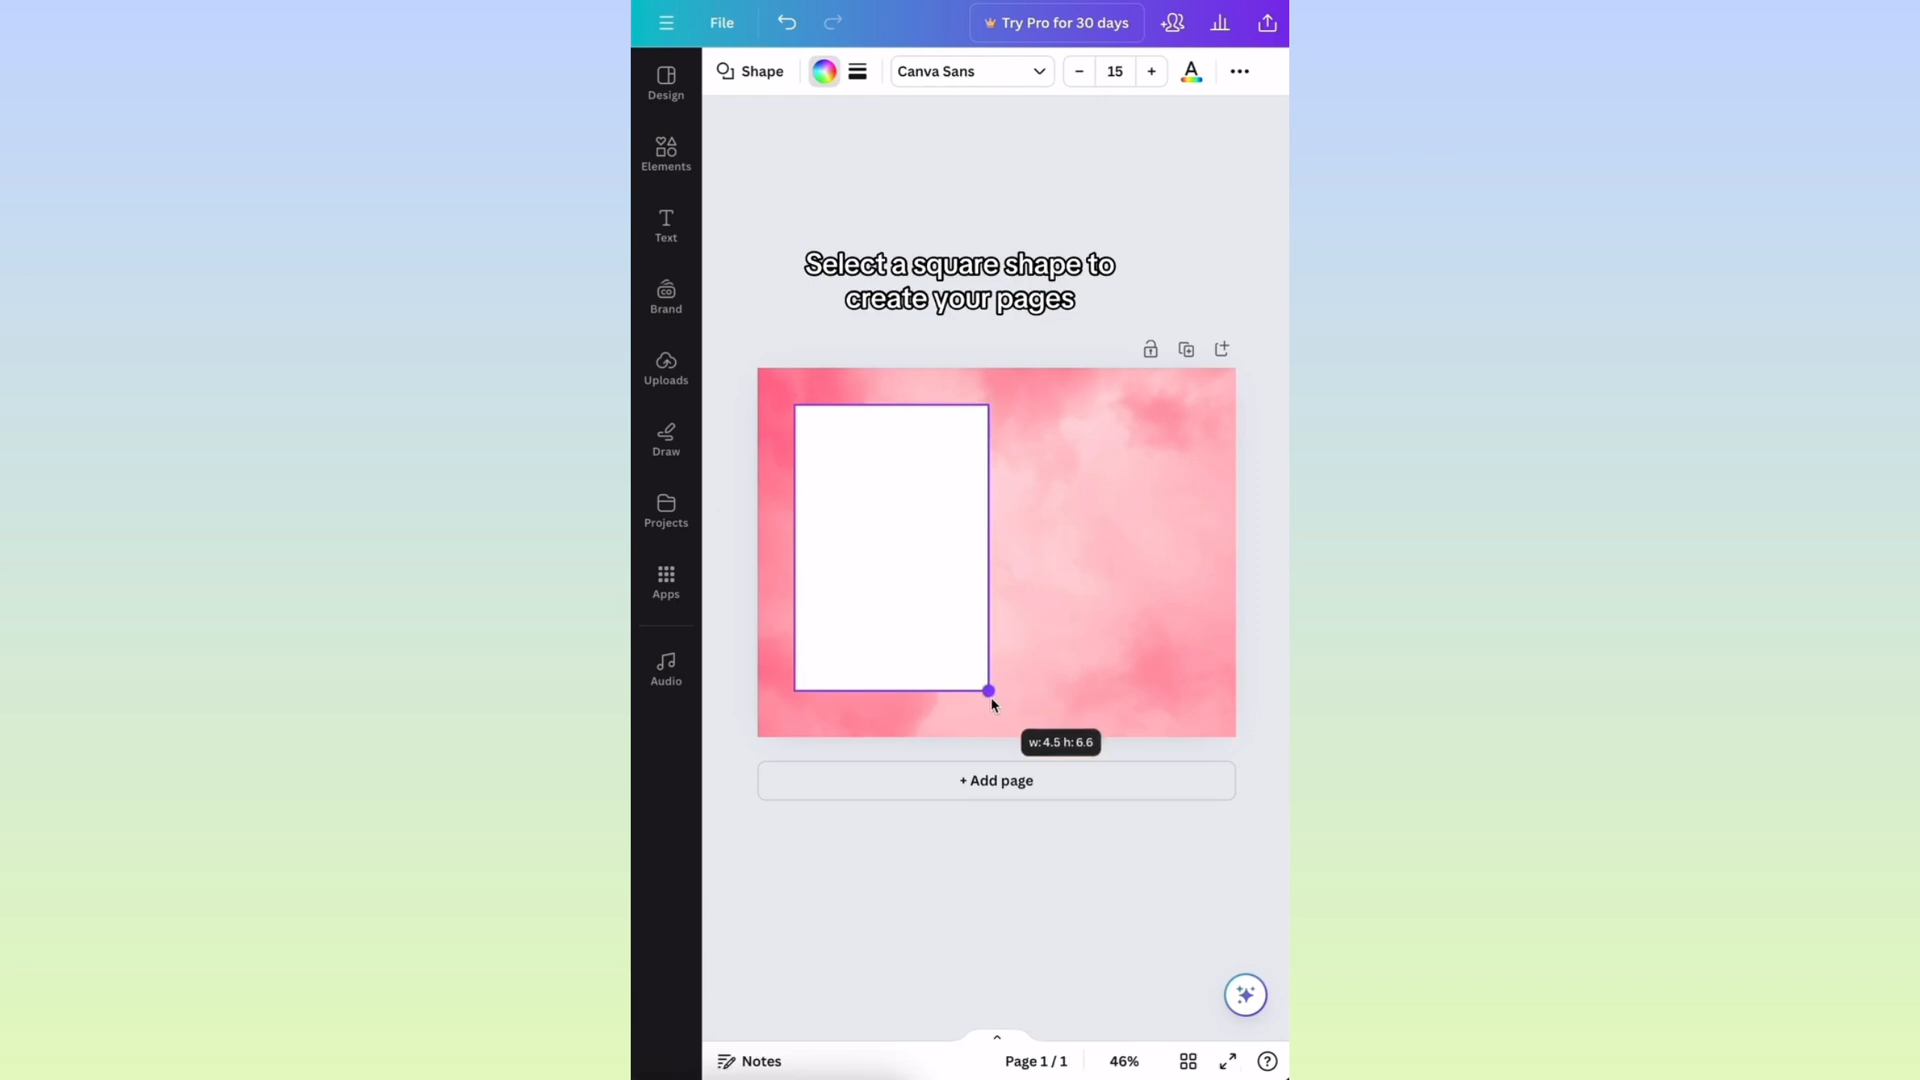 File
Try Pro for 30 days
Shape
Canva Sans
− 15 +
A
Design
Elements
Text
Brand
Uploads
Draw
Projects
Apps
Audio
Select a square shape to
create your pages
w: 4.5 h: 6.6
+ Add page
Notes
Page 1 / 1
46%